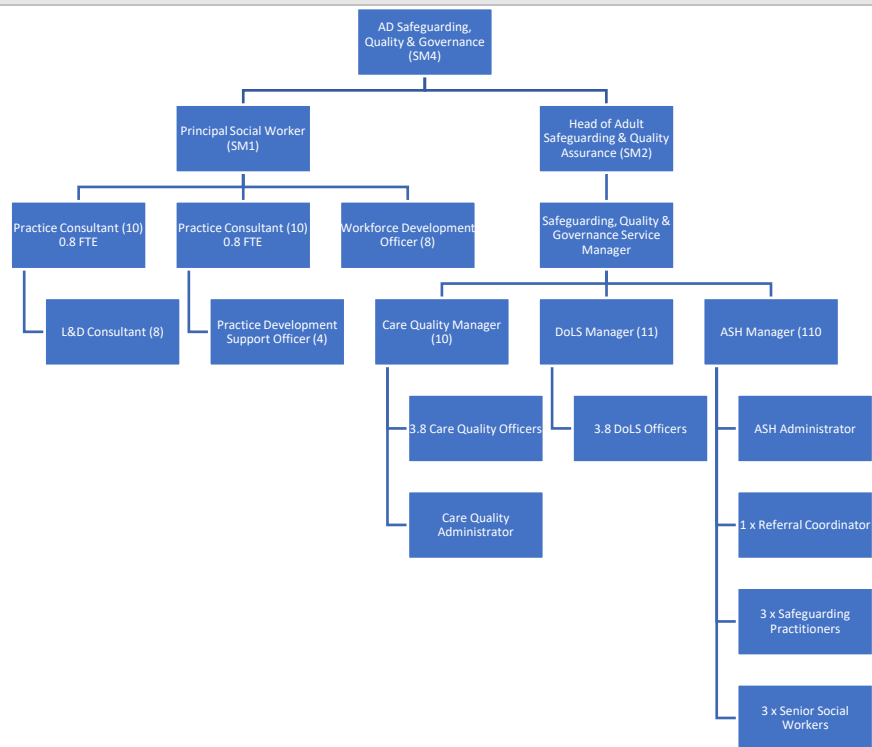 AD Safeguarding,
Quality & Governance
(SM4)
Principal Social Worker
(SM1)
Head of Adult
Safeguarding & Quality
Assurance (SM2)
Practice Consultant (10)
0.8 FTE
Practice Consultant (10)
0.8 FTE
Workforce Development
Officer (8)
Safeguarding, Quality &
Governance Service
Manager
L&D Consultant (8)
Practice Development
Support Officer (4)
Care Quality Manager
(10)
DoLS Manager (11)
ASH Manager (110
3.8 Care Quality Officers
3.8 DoLS Officers
ASH Administrator
Care Quality
Administrator
1 x Referral Coordinator
3 x Safeguarding
Practitioners
3 x Senior Social
Workers